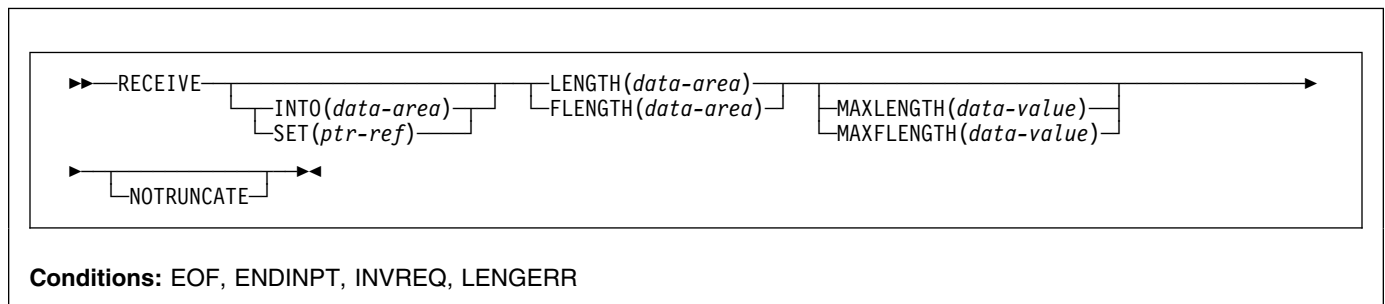 RECEIVE LENGTH(data-area)
INTO(data-area) FLENGTH(data-area) MAXLENGTH(data-value)
SET(ptr-ref) MAXFLENGTH(data-value)
NOTRUNCATE
Conditions: EOF, ENDINPT, INVREQ, LENGERR